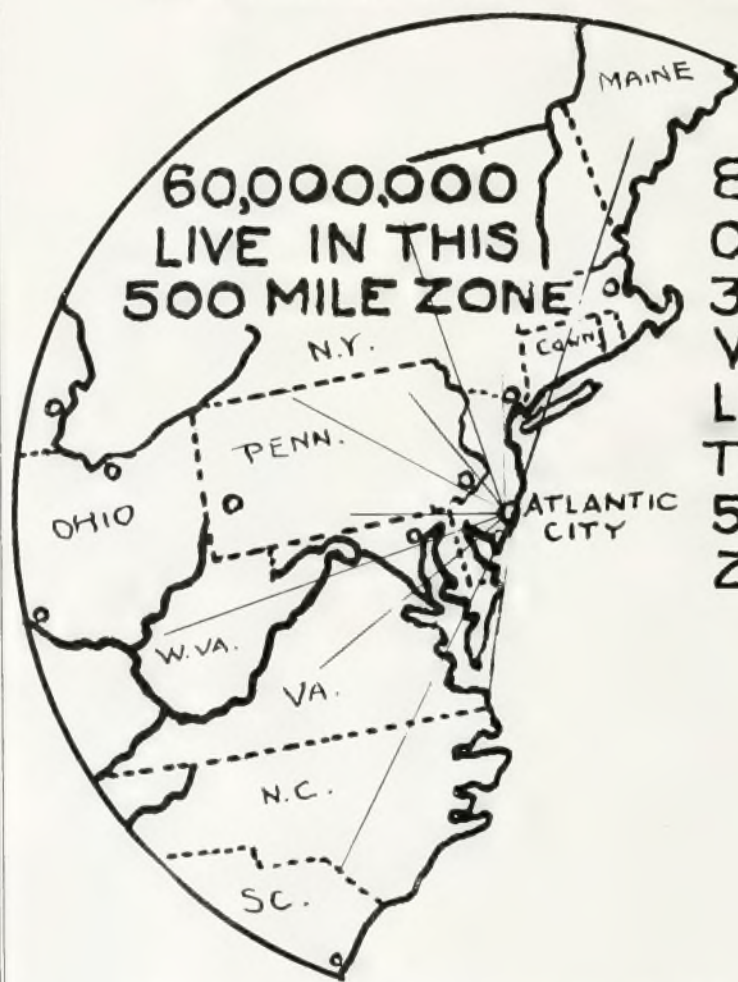 MAINE
60,000,000
LIVE IN THIS
500 MILE ZONE
N.Y.
CONN
PENN.
OHIO
ATLANTIC
CITY
W.VA.
VA.
N.C.
SC.